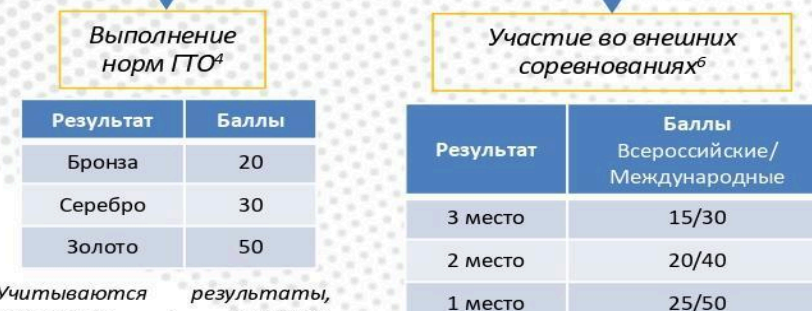 Выполнение
норм ГТО⁴
Результат Баллы
Бронза 20
Серебро 30
Золото 50
Учитываются результаты,
Участие во внешних
соревнованиях⁶
Результат
Баллы
Всероссийские/
Международные
3 место 15/30
2 место 20/40
1 место 25/50